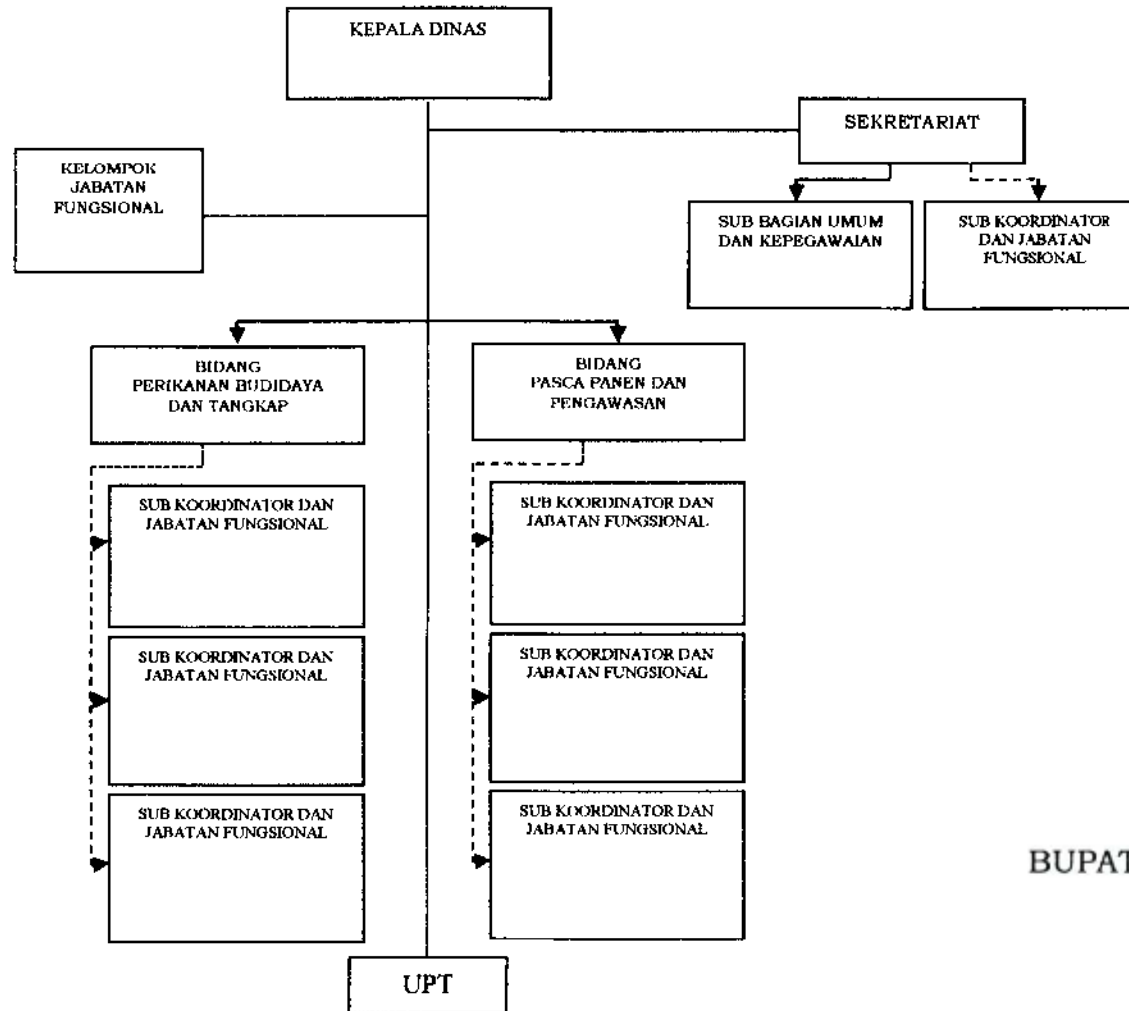 KEPALA DINAS
SEKRETARIAT
KELOMPOK
JABATAN
FUNGSIONAL
SUB BAGIAN UMUM
DAN KEPEGAWAIAN
SUB KOORDINATOR
DAN JABATAN
FUNGSIONAL
BIDANG
PERIKANAN BUDIDAYA
DAN TANGKAP
BIDANG
PASCA PANEN DAN
PENGAWASAN
SUB KOORDINATOR DAN
JABATAN FUNGSIONAL
SUB KOORDINATOR DAN
JABATAN FUNGSIONAL
SUB KOORDINATOR DAN
JABATAN FUNGSIONAL
SUB KOORDINATOR DAN
JABATAN FUNGSIONAL
SUB KOORDINATOR DAN
JABATAN FUNGSIONAL
SUB KOORDINATOR DAN
JABATAN FUNGSIONAL
BUPAT
UPT